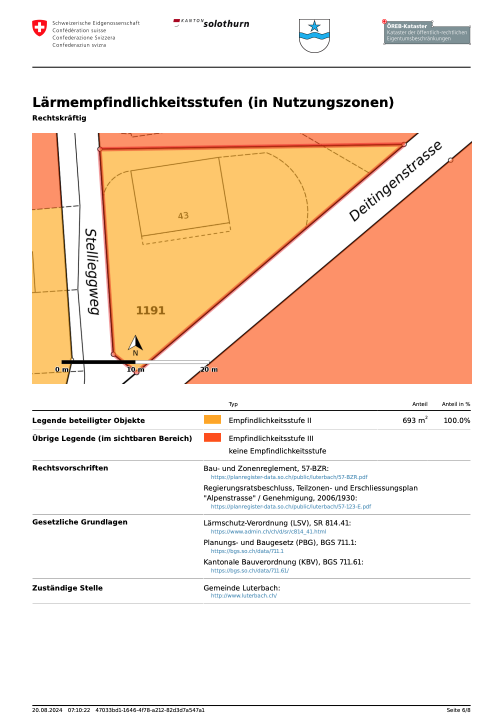 Schweizerische Eidgenossenschaft
Confédération suisse
Confederazione Svizzera
Confederaziun svizra
KANTON solothurn
ÖREB-Kataster
Kataster der öffentlich-rechtlichen
Eigentumsbeschränkungen
Lärmempfindlichkeitsstufen (in Nutzungszonen)
Rechtskräftig
Deitingenstrasse
43
Stelliegweg
1191
N
0 m 10 m 20 m
Typ Anteil Anteil in %
Legende beteiligter Objekte Empfindlichkeitsstufe II 693 m² 100.0%
Übrige Legende (im sichtbaren Bereich) Empfindlichkeitsstufe III
keine Empfindlichkeitsstufe
Rechtsvorschriften Bau- und Zonenreglement, 57-BZR:
https://planregister-data.so.ch/public/luterbach/57-BZR.pdf
Regierungsratsbeschluss, Teilzonen- und Erschliessungsplan
"Alpenstrasse" / Genehmigung, 2006/1930:
https://planregister-data.so.ch/public/luterbach/57-123-E.pdf
Gesetzliche Grundlagen Lärmschutz-Verordnung (LSV), SR 814.41:
https://www.admin.ch/ch/d/sr/c814_41.html
Planungs- und Baugesetz (PBG), BGS 711.1:
https://bgs.so.ch/data/711.1
Kantonale Bauverordnung (KBV), BGS 711.61:
https://bgs.so.ch/data/711.61/
Zuständige Stelle Gemeinde Luterbach:
http://www.luterbach.ch/
20.08.2024 07:10:22 47033bd1-1646-4f78-a212-82d3d7a547a1 Seite 6/8